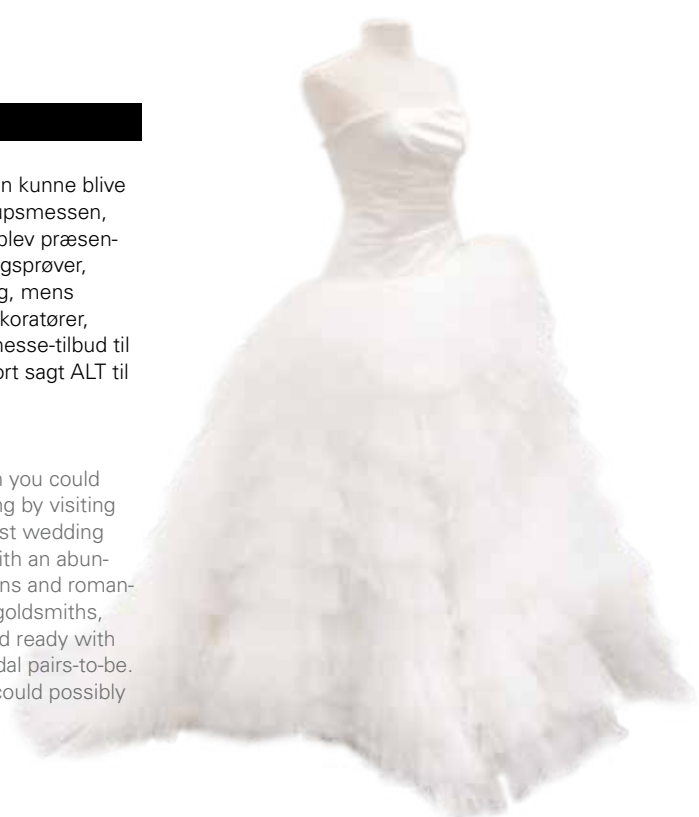 n kunne blive
upsmessen,
blev præsen-
gsprøver,
g, mens
koratører,
nesse-tilbud til
ort sagt ALT til
n you could
ng by visiting
st wedding
ith an abun-
ns and roman-
goldsmiths,
d ready with
dal pairs-to-be.
could possibly